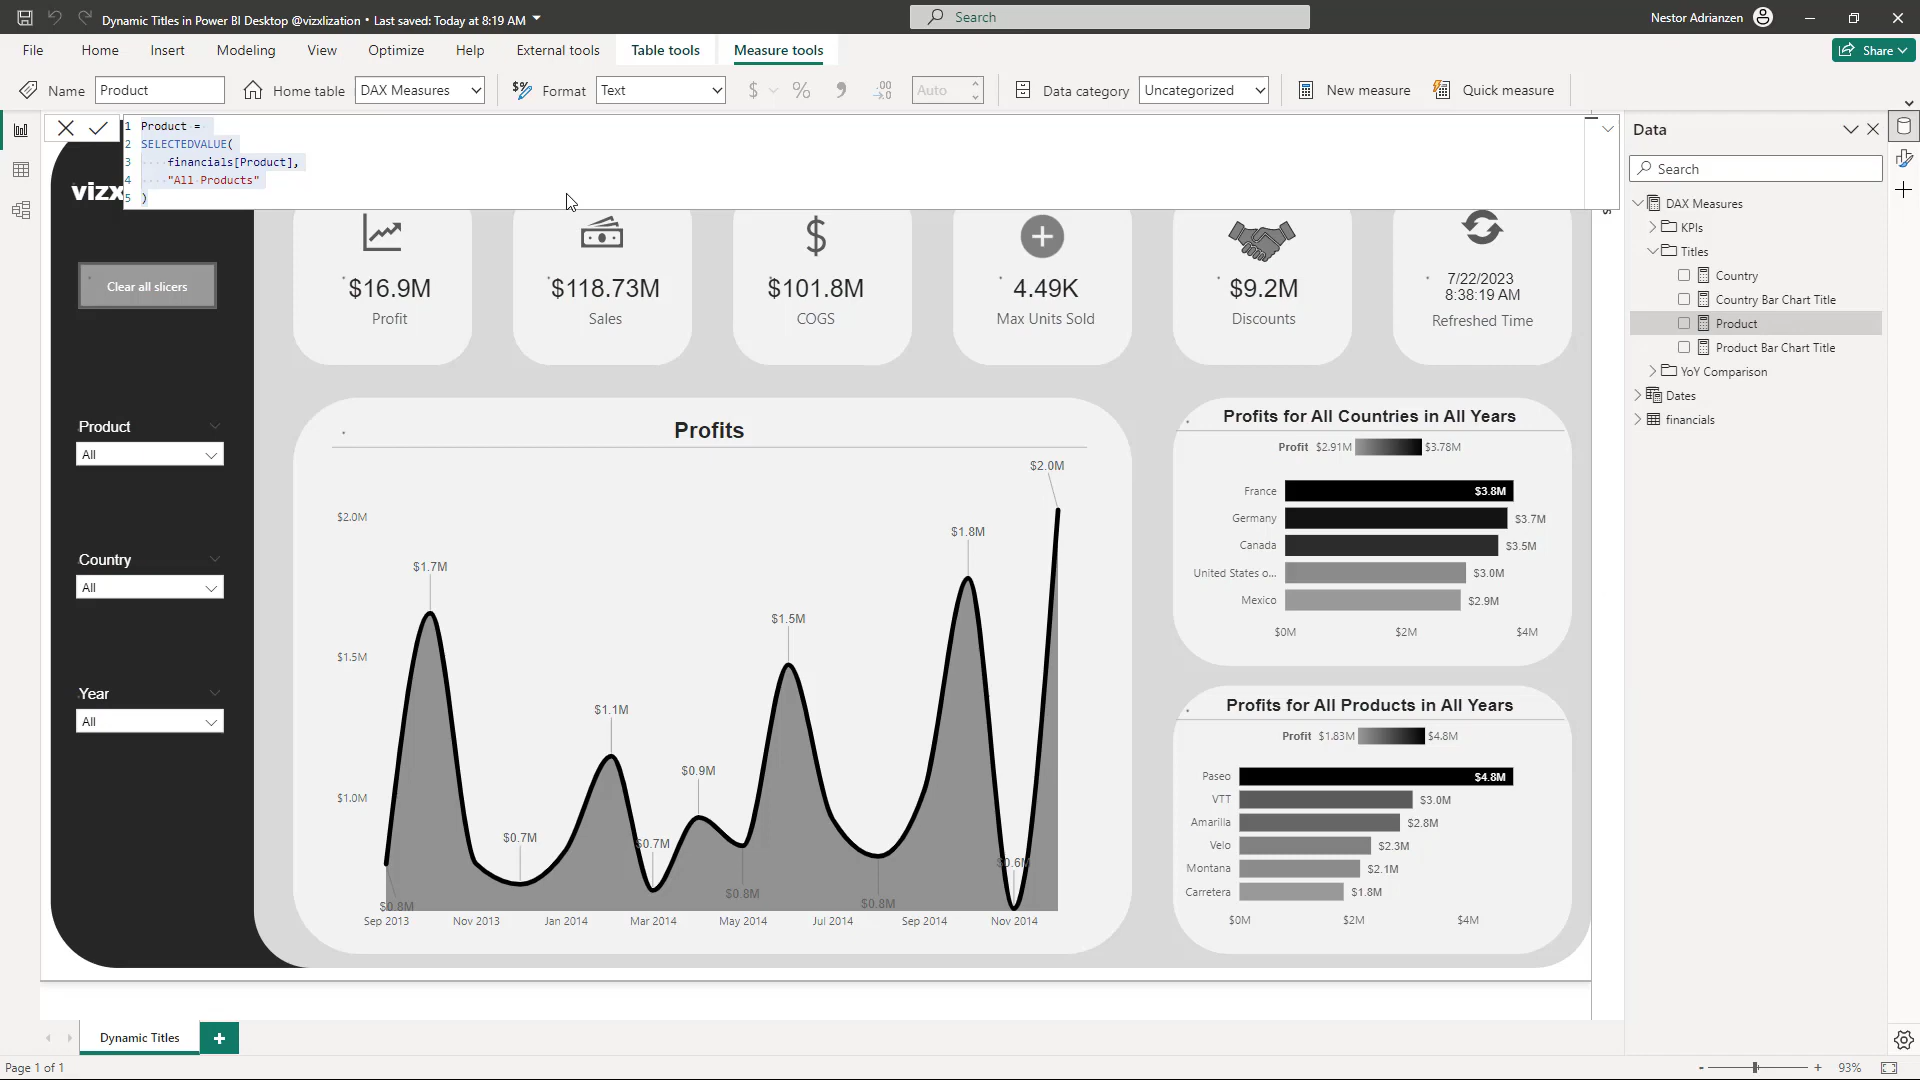 Dynamic Titles in Power BI Desktop @vizxlization • Last saved: Today at 8:19 AM
Search
Nestor Adrianzen
File Home Insert Modeling View Optimize Help External tools Table tools Measure tools
Share
Name Product
Home table DAX Measures
Format Text
$ % Auto
Data category Uncategorized
New measure
Quick measure
1 Product =
2 SELECTEDVALUE(
3 financials[Product],
4 "All Products"
5 )
vizx
Clear all slicers
Product
All
Country
All
Year
All
$16.9M
Profit
$118.73M
Sales
$
$101.8M
COGS
4.49K
Max Units Sold
$9.2M
Discounts
7/22/2023
8:38:19 AM
Refreshed Time
Profits
$2.0M
$1.5M
$1.0M
$0.8M
$1.7M
$0.7M
$1.1M
$0.7M
$0.9M
$0.8M
$1.5M
$0.8M
$1.8M
$0.6M
$2.0M
Sep 2013 Nov 2013 Jan 2014 Mar 2014 May 2014 Jul 2014 Sep 2014 Nov 2014
Profits for All Countries in All Years
Profit $2.91M $3.78M
France $3.8M
Germany $3.7M
Canada $3.5M
United States o... $3.0M
Mexico $2.9M
$0M $2M $4M
Profits for All Products in All Years
Profit $1.83M $4.8M
Paseo $4.8M
VTT $3.0M
Amarilla $2.8M
Velo $2.3M
Montana $2.1M
Carretera $1.8M
$0M $2M $4M
Data
Search
DAX Measures
KPIs
Titles
Country
Country Bar Chart Title
Product
Product Bar Chart Title
YoY Comparison
Dates
financials
Dynamic Titles
Page 1 of 1
93%